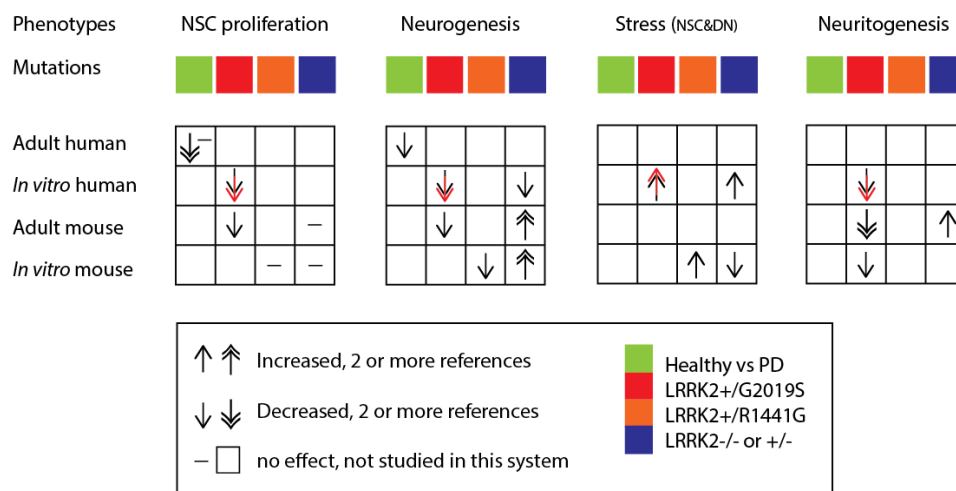 Phenotypes NSC proliferation Neurogenesis Stress (NSC&DN) Neuritogenesis
Mutations
Adult human
In vitro human
Adult mouse
In vitro mouse
Increased, 2 or more references
Decreased, 2 or more references
no effect, not studied in this system
Healthy vs PD
LRRK2+/G2019S
LRRK2+/R1441G
LRRK2-/- or +/-